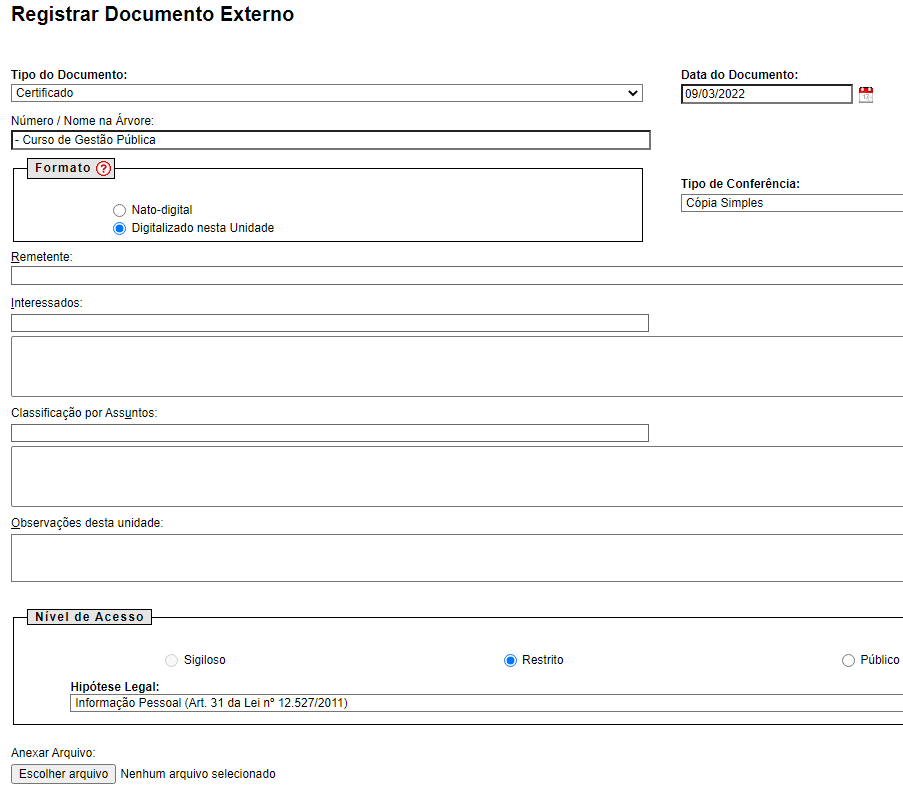 Registrar Documento Externo
Tipo do Documento:
Certificado
Data do Documento:
09/03/2022
Número / Nome na Árvore:
- Curso de Gestão Pública
Formato
Nato-digital
Digitalizado nesta Unidade
Tipo de Conferência:
Cópia Simples
Remetente:
Interessados:
Classificação por Assuntos:
Observações desta unidade:
Nível de Acesso
Sigiloso
Restrito
Público
Hipótese Legal:
Informação Pessoal (Art. 31 da Lei nº 12.527/2011)
Anexar Arquivo:
Escolher arquivo Nenhum arquivo selecionado